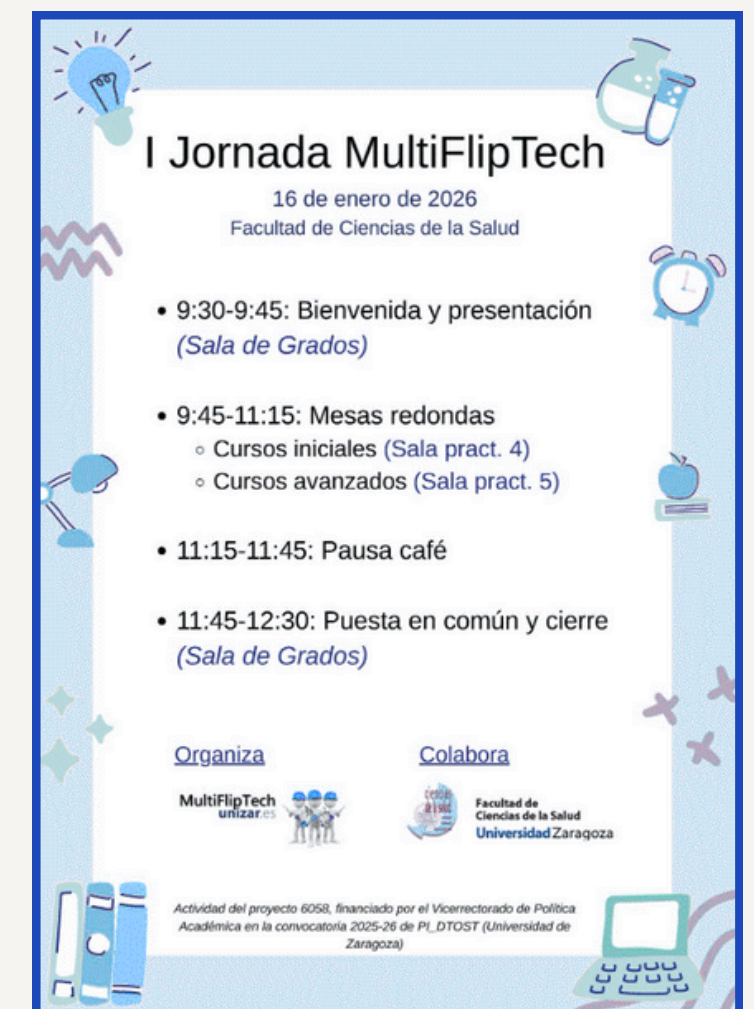 I Jornada MultiFlipTech
16 de enero de 2026
Facultad de Ciencias de la Salud
• 9:30-9:45: Bienvenida y presentación
(Sala de Grados)
• 9:45-11:15: Mesas redondas
◦ Cursos iniciales (Sala pract. 4)
◦ Cursos avanzados (Sala pract. 5)
• 11:15-11:45: Pausa café
• 11:45-12:30: Puesta en común y cierre
(Sala de Grados)
Organiza
MultiFlipTech
unizar.es
Colabora
ciencias
de la salud
Facultad de
Ciencias de la Salud
Universidad Zaragoza
Actividad del proyecto 6058, financiado por el Vicerrectorado de Política
Académica en la convocatoria 2025-26 de PI_DTOST (Universidad de
Zaragoza)